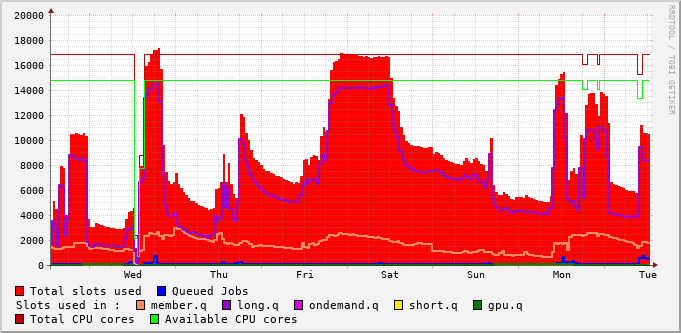 RRDTOOL / TOBI OETIKER
20000
18000
16000
14000
12000
10000
8000
6000
4000
2000
0
Wed Thu Fri Sat Sun Mon Tue
Total slots used Queued Jobs
Slots used in : member.q long.q ondemand.q short.q gpu.q
Total CPU cores Available CPU cores